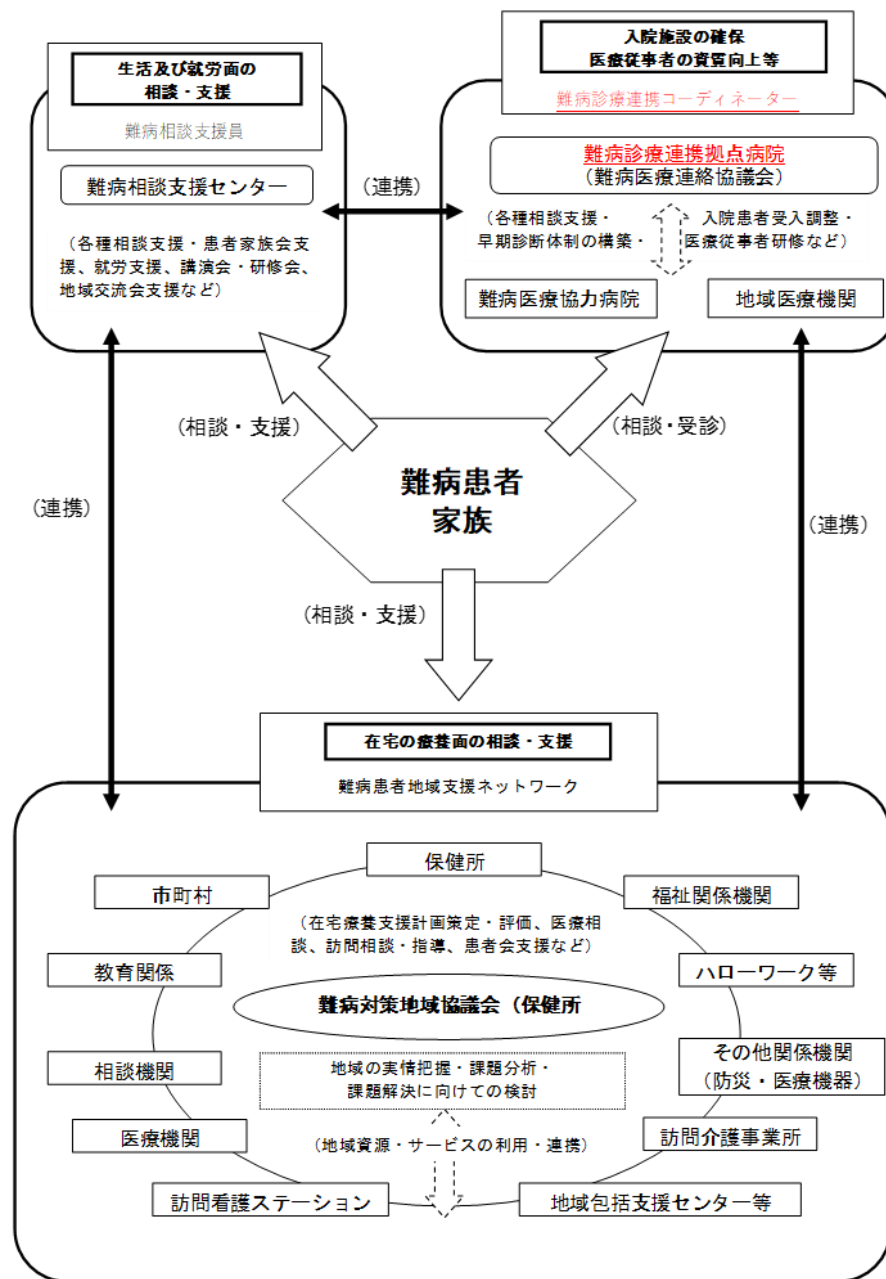 生活及び就労面の
相談・支援
難病相談支援員
難病相談支援センター
（各種相談支援・患者家族会支
援、就労支援、講演会・研修会、
地域交流会支援など）
（連携）
入院施設の確保
医療従事者の資質向上等
難病診療連携コーディネーター
難病診療連携拠点病院
（難病医療連絡協議会）
（各種相談支援・　入院患者受入調整・
早期診断体制の構築・　医療従事者研修など）
難病医療協力病院
地域医療機関
（相談・支援）
（相談・受診）
難病患者
家族
（連携）
（連携）
（相談・支援）
在宅の療養面の相談・支援
難病患者地域支援ネットワーク
保健所
市町村
福祉関係機関
（在宅療養支援計画策定・評価、医療相
談、訪問相談・指導、患者会支援など）
教育関係
ハローワーク等
難病対策地域協議会（保健所
相談機関
その他関係機関
（防災・医療機器）
地域の実情把握・課題分析・
課題解決に向けての検討
医療機関
（地域資源・サービスの利用・連携）
訪問介護事業所
訪問看護ステーション
地域包括支援センター等